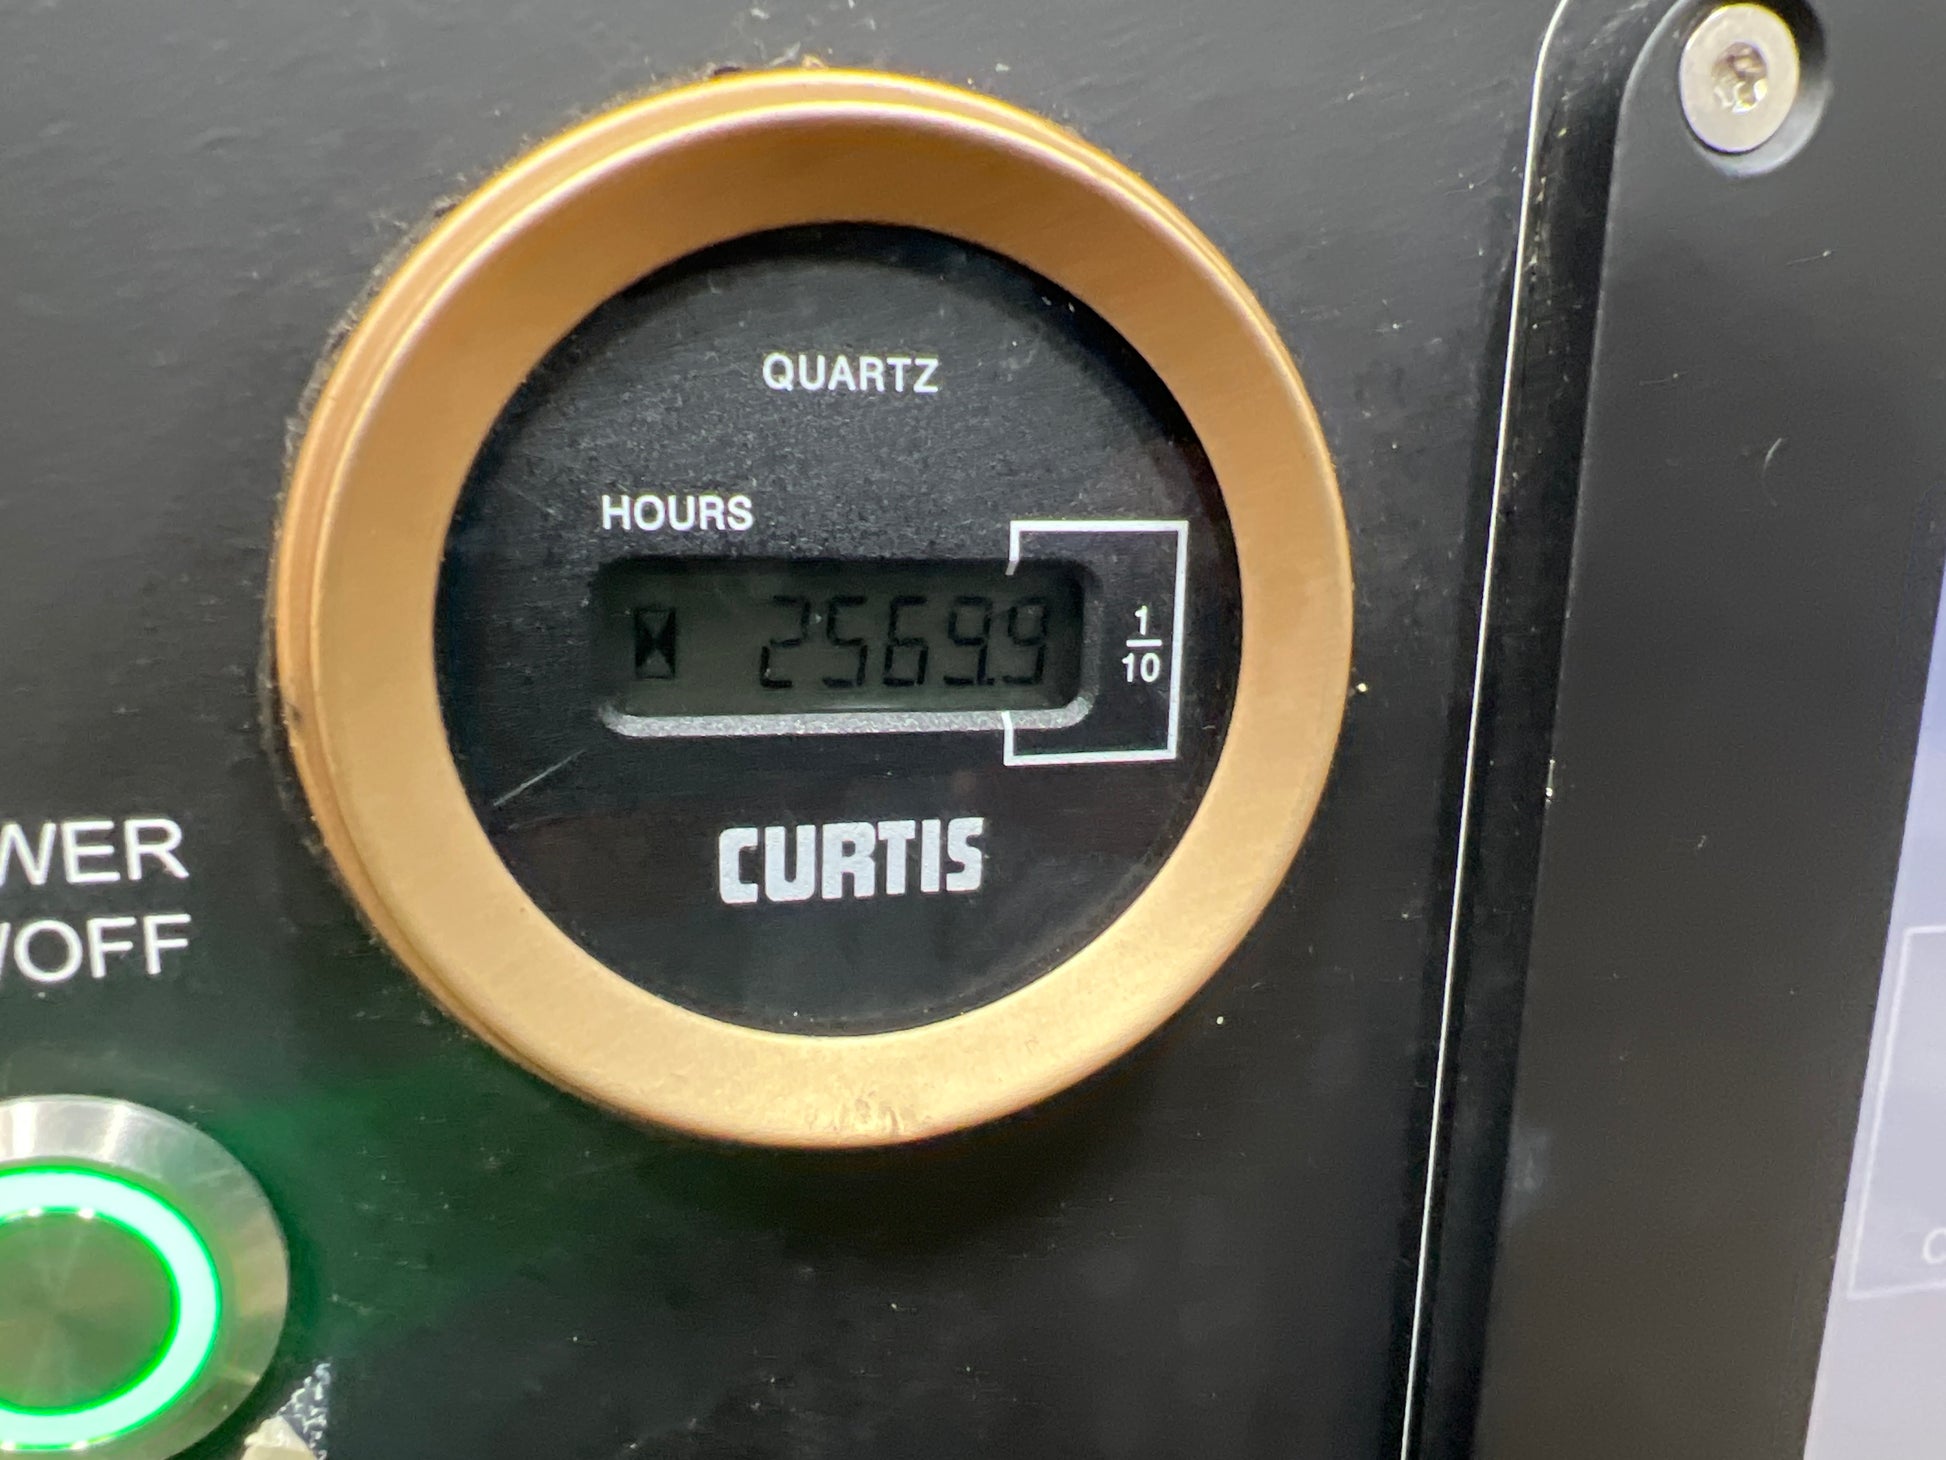 QUARTZ
HOURS
2569.9
1
10
CURTIS
WER
/OFF